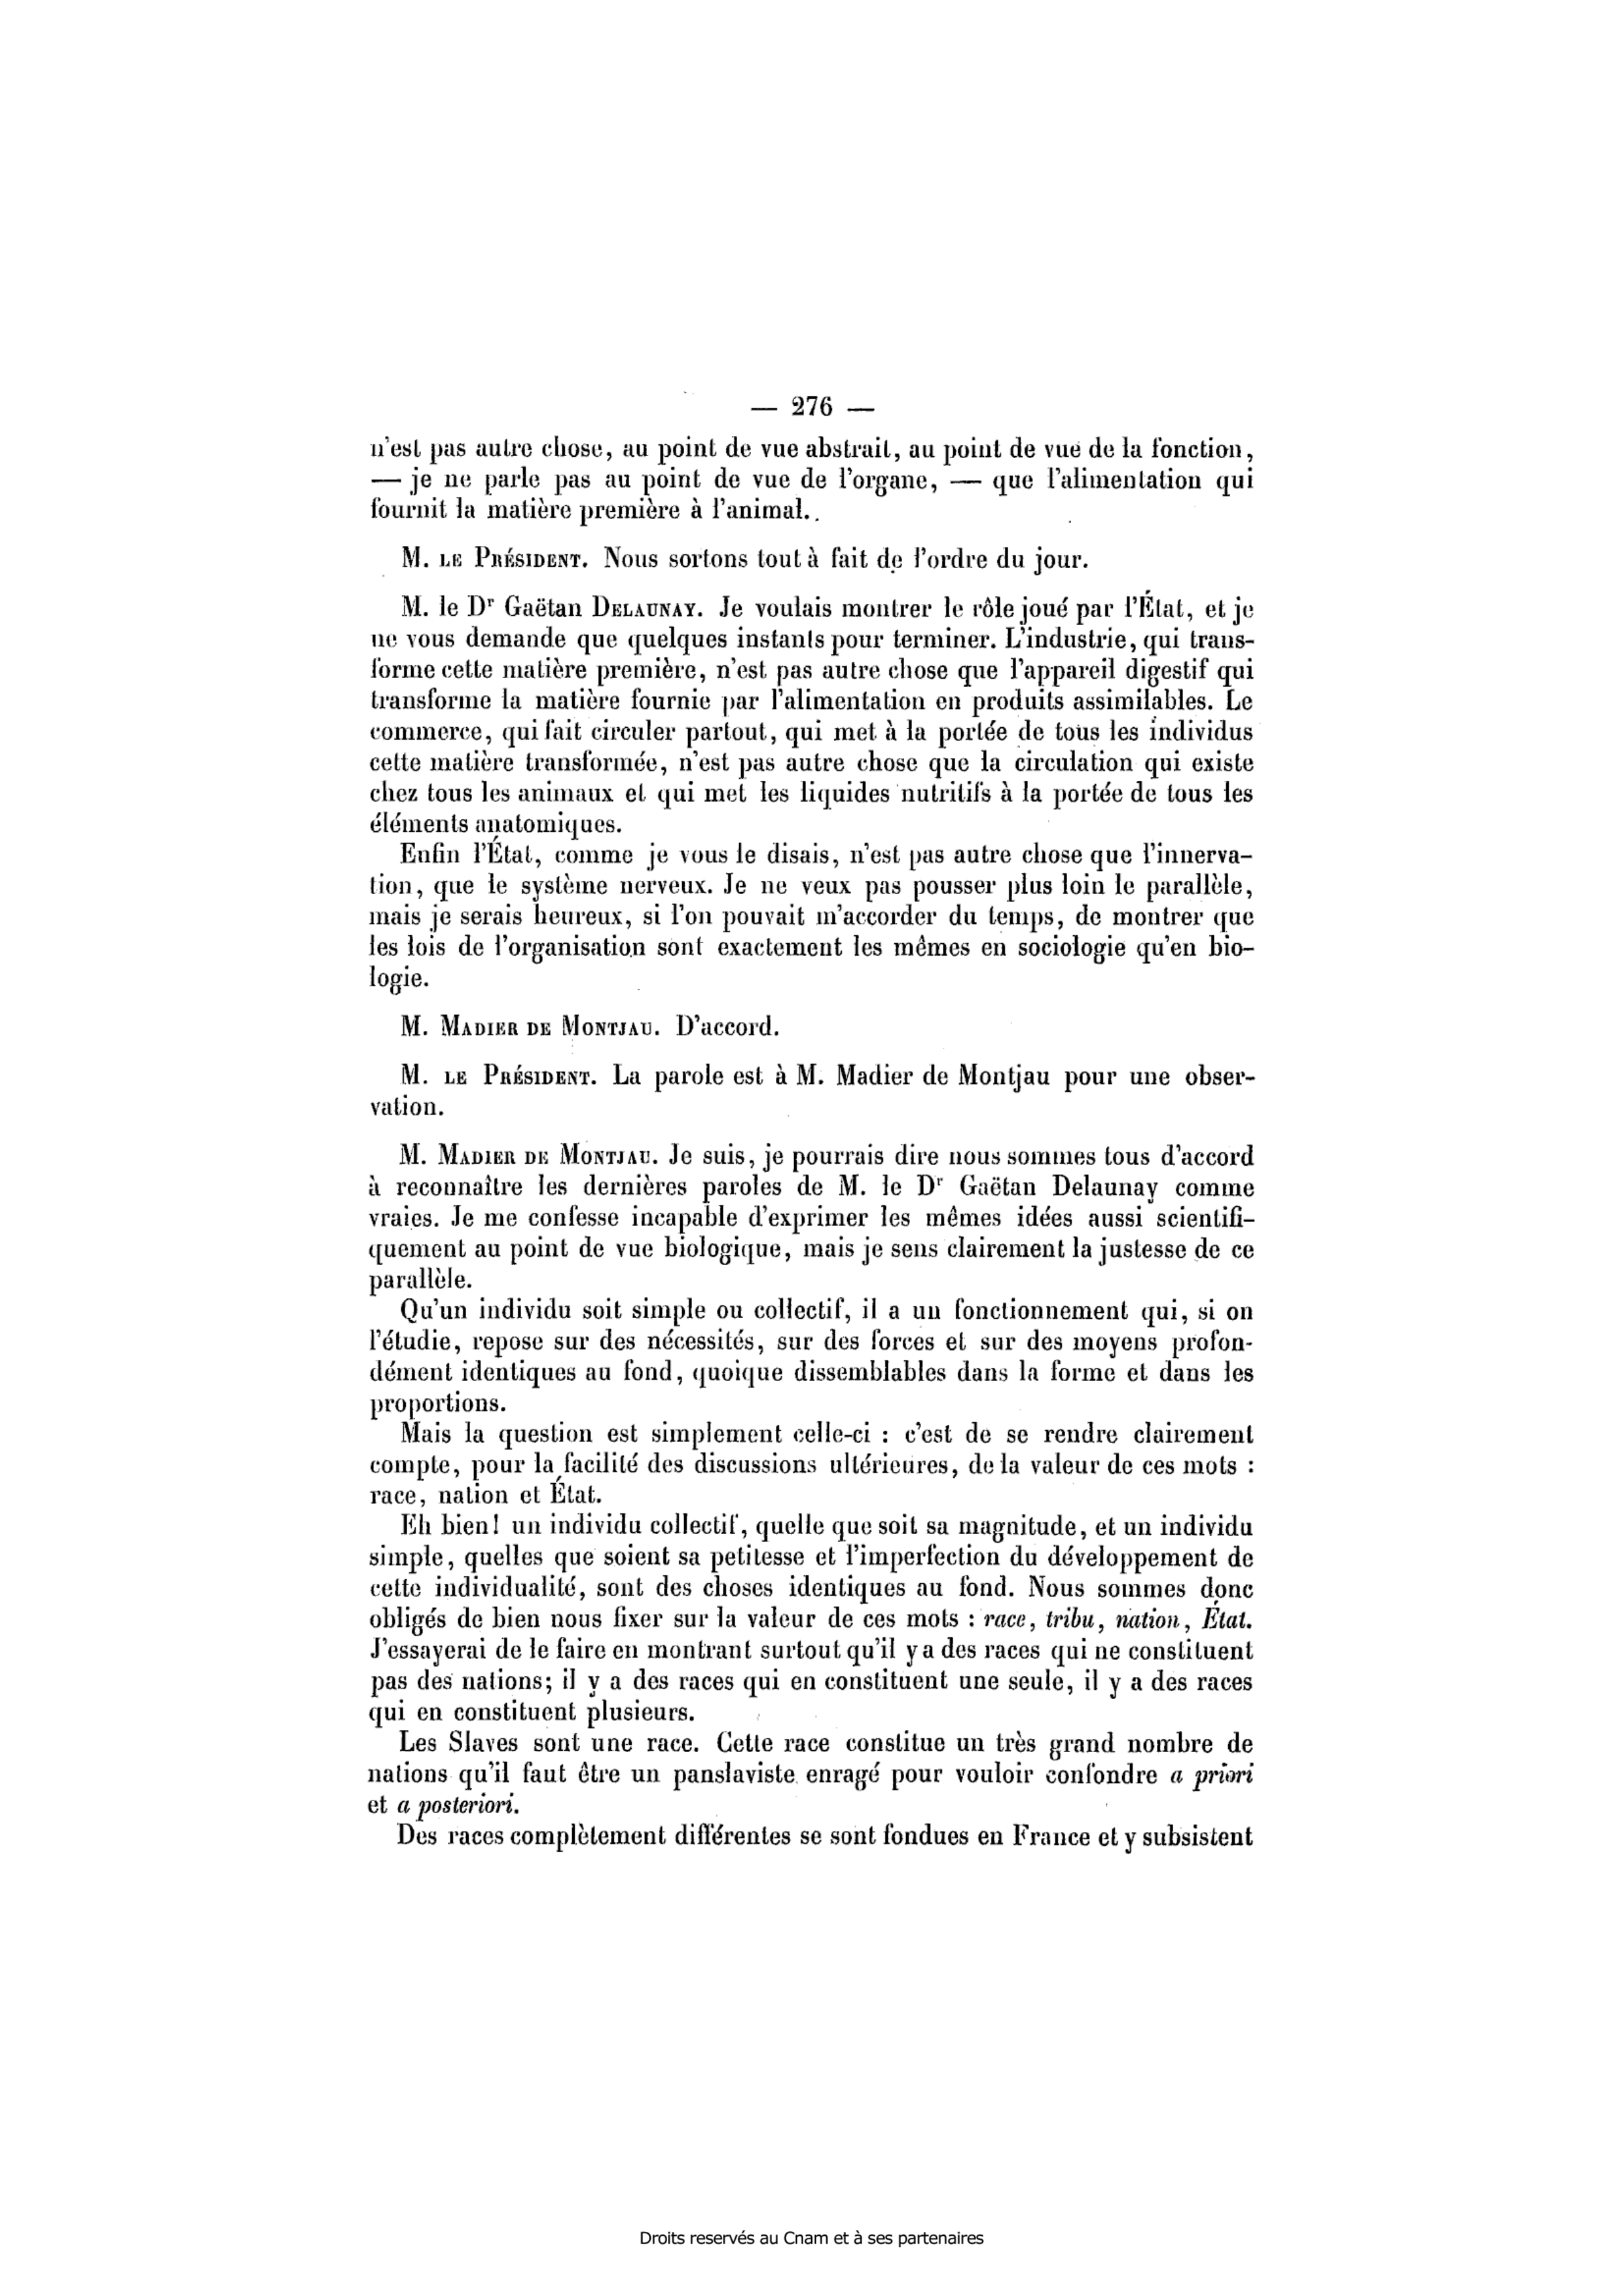 — 276 —
n'est pas autre chose, au point de vue abstrait, au point de vue de la fonction,
— je ne parle pas au point de vue de l'organe, — que l'alimentation qui
fournit la matière première à l'animal..
M. LE PRÉSIDENT. Nous sortons tout à fait de l'ordre du jour.
M. le Dr Gaëtan DELAUNAY. Je voulais montrer le rôle joué par l'État, et je
ne vous demande que quelques instants pour terminer. L'industrie, qui trans-
forme cette matière première, n'est pas autre chose que l'appareil digestif qui
transforme la matière fournie par l'alimentation en produits assimilables. Le
commerce, qui fait circuler partout, qui met à la portée de tous les individus
cette matière transformée, n'est pas autre chose que la circulation qui existe
chez tous les animaux et qui met les liquides nutritifs à la portée de tous les
éléments anatomiques.
Enfin l'État, comme je vous le disais, n'est pas autre chose que l'innerva-
tion, que le système nerveux. Je ne veux pas pousser plus loin le parallèle,
mais je serais heureux, si l'on pouvait m'accorder du temps, de montrer que
les lois de l'organisation sont exactement les mêmes en sociologie qu'en bio-
logie.
M. MADIER DE MONTJAU. D'accord.
M. LE PRÉSIDENT. La parole est à M. Madier de Montjau pour une obser-
vation.
M. MADIER DE MONTJAU. Je suis, je pourrais dire nous sommes tous d'accord
à reconnaître les dernières paroles de M. le Dr Gaëtan Delaunay comme
vraies. Je me confesse incapable d'exprimer les mêmes idées aussi scientifi-
quement au point de vue biologique, mais je sens clairement la justesse de ce
parallèle.
Qu'un individu soit simple ou collectif, il a un fonctionnement qui, si on
l'étudie, repose sur des nécessités, sur des forces et sur des moyens profon-
dément identiques au fond, quoique dissemblables dans la forme et dans les
proportions.
Mais la question est simplement celle-ci : c'est de se rendre clairement
compte, pour la facilité des discussions ultérieures, de la valeur de ces mots :
race, nation et État.
Eh bien! un individu collectif, quelle que soit sa magnitude, et un individu
simple, quelles que soient sa petitesse et l'imperfection du développement de
cette individualité, sont des choses identiques au fond. Nous sommes donc
obligés de bien nous fixer sur la valeur de ces mots : race, tribu, nation, État.
J'essayerai de le faire en montrant surtout qu'il y a des races qui ne constituent
pas des nations; il y a des races qui en constituent une seule, il y a des races
qui en constituent plusieurs.
Les Slaves sont une race. Cette race constitue un très grand nombre de
nations qu'il faut être un panslaviste enragé pour vouloir confondre a priori
et a posteriori.
Des races complètement différentes se sont fondues en France et y subsistent
Droits reservés au Cnam et à ses partenaires